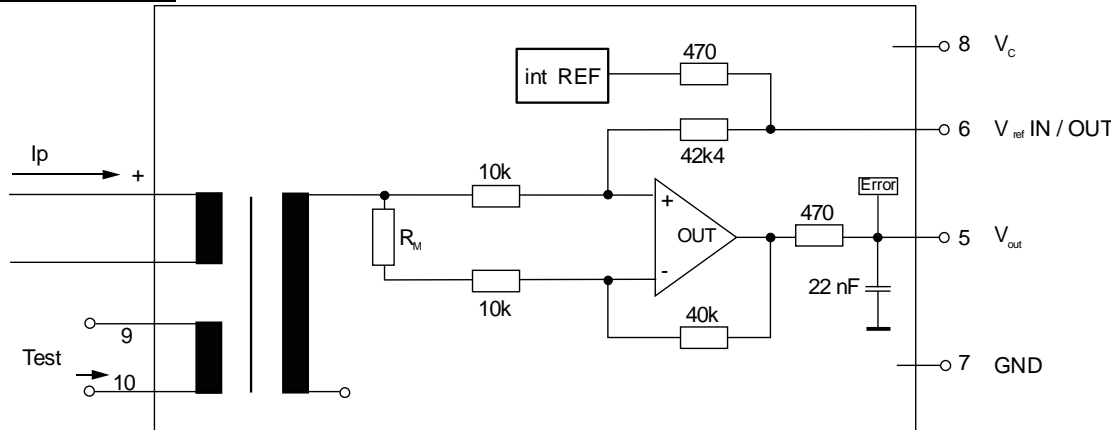 8 V_C
470
int REF
6 V_ref IN / OUT
42k4
Ip
+
10k
Error
+
470
R_M
OUT
5 V_out
-
10k
22 nF
9
40k
Test
7 GND
10